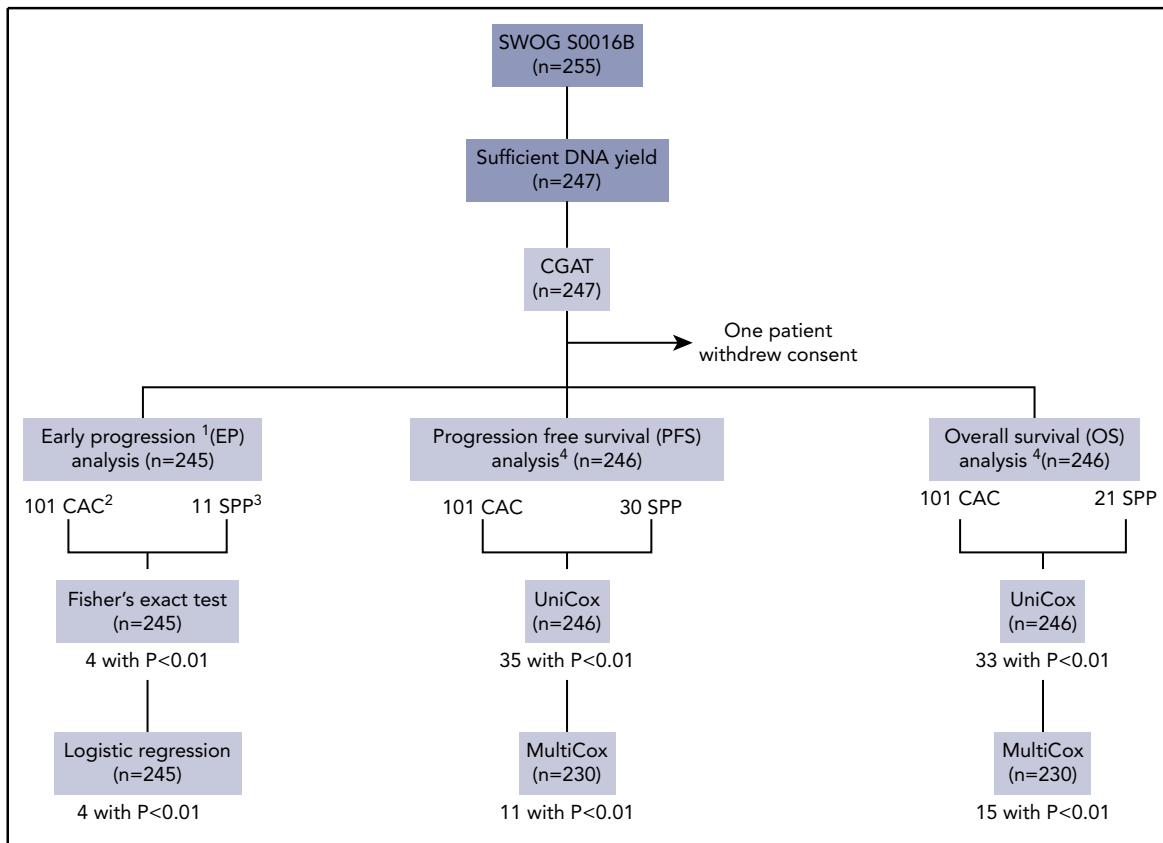 SWOG S0016B
(n=255)
Sufficient DNA yield
(n=247)
CGAT
(n=247)
One patient
withdrew consent
Early progression ¹(EP)
analysis (n=245)
101 CAC²
11 SPP³
Fisher's exact test
(n=245)
4 with P<0.01
Logistic regression
(n=245)
4 with P<0.01
Progression free survival (PFS)
analysis⁴ (n=246)
101 CAC
30 SPP
UniCox
(n=246)
35 with P<0.01
MultiCox
(n=230)
11 with P<0.01
Overall survival (OS)
analysis ⁴(n=246)
101 CAC
21 SPP
UniCox
(n=246)
33 with P<0.01
MultiCox
(n=230)
15 with P<0.01